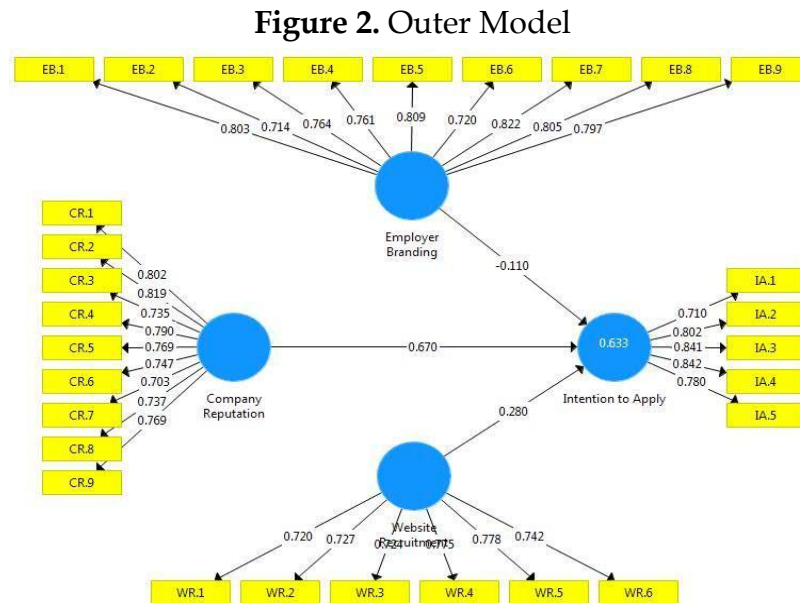 Figure 2. Outer Model
EB.1 EB.2 EB.3 EB.4 EB.5 EB.6 EB.7 EB.8 EB.9
0.803 0.714 0.764 0.761 0.809 0.720 0.822 0.805 0.797
Employer
Branding
-0.110
CR.1
CR.2
CR.3
CR.4
CR.5
CR.6
CR.7
CR.8
CR.9
0.802
0.819
0.735
0.790
0.769
0.747
0.703
0.737
0.769
Company
Reputation
0.670
0.633
Intention to Apply
0.710
0.802
0.841
0.842
0.780
IA.1
IA.2
IA.3
IA.4
IA.5
0.280
Website
Recruitment
0.720 0.727 0.724 0.775 0.778 0.742
WR.1 WR.2 WR.3 WR.4 WR.5 WR.6